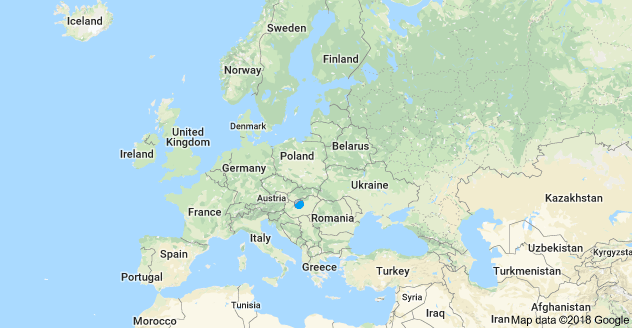 Iceland
Sweden
Finland
Norway
Denmark
United
Kingdom
Ireland
Belarus
Poland
Germany
Ukraine
Austria
Kazakhstan
France
Romania
Italy
Uzbekistan
Kyrgyzsta
Spain
Greece
Turkey
Turkmenistan
Portugal
Syria
Tunisia
Iraq
Iran
Afghanistan
Morocco
Map data ©2018 Google